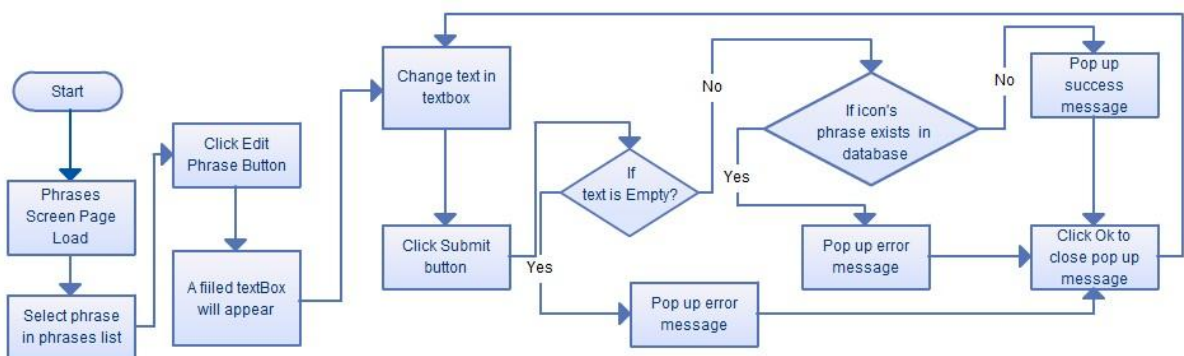 Start
Phrases
Screen Page
Load
Select phrase
in phrases list
Click Edit
Phrase Button
A fiilled textBox
will appear
Change text in
textbox
Click Submit
button
If
text is Empty?
Yes
Pop up error
message
No
If icon's
phrase exists in
database
Yes
Pop up error
message
No
Pop up
success
message
Click Ok to
close pop up
message